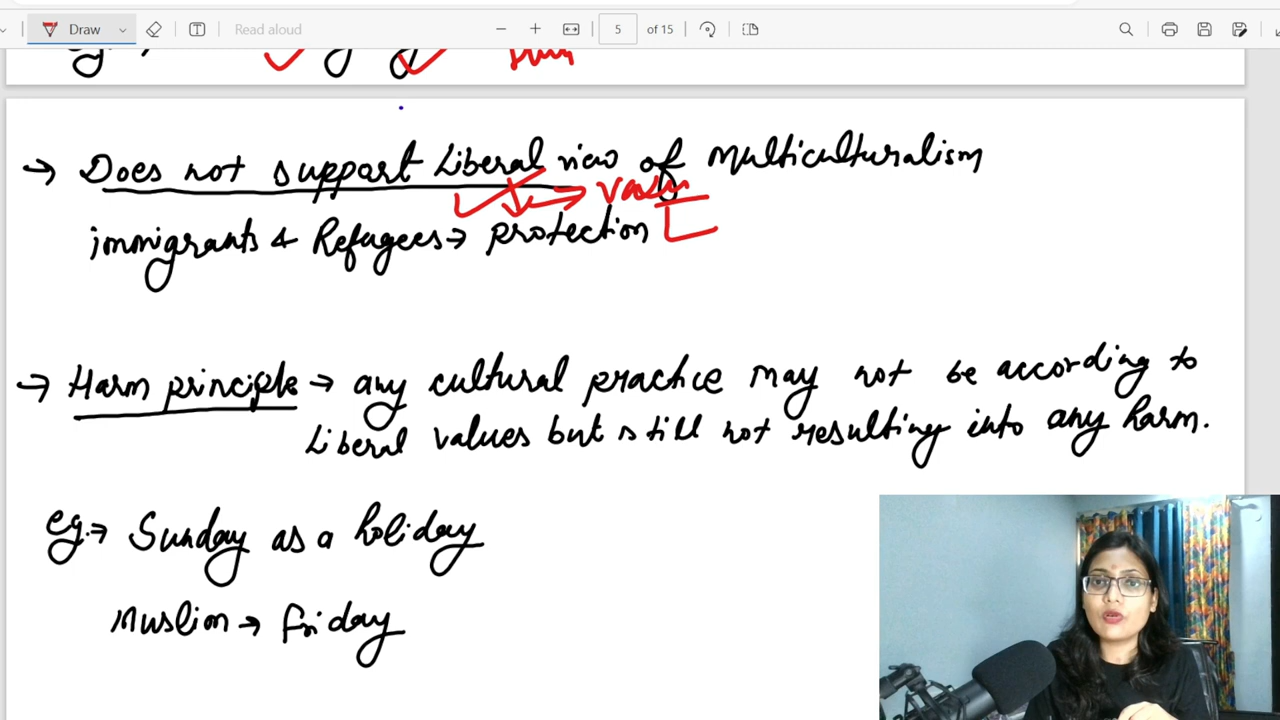 Draw
Read aloud
5 of 15
eg.
→ Does not support Liberal view of Multiculturalism
immigrants & Refugees → protection
→ Harm principle → any cultural practice may not be according to
Liberal values but still not resulting into any harm.
eg. → Sunday as a holiday
Muslim → Friday